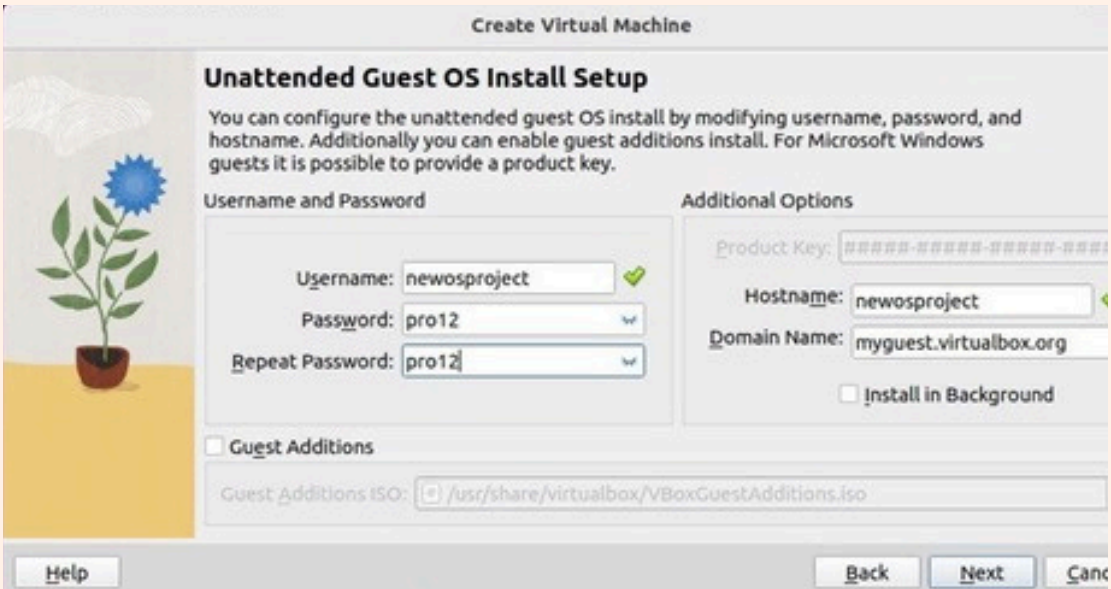 Create Virtual Machine
Unattended Guest OS Install Setup
You can configure the unattended guest OS install by modifying username, password, and
hostname. Additionally you can enable guest additions install. For Microsoft Windows
guests it is possible to provide a product key.
Username and Password
Username: newosproject
Password: pro12
Repeat Password: pro12
Additional Options
Product Key: #####-#####-#####-####
Hostname: newosproject
Domain Name: myguest.virtualbox.org
Install in Background
Guest Additions
Guest Additions ISO: /usr/share/virtualbox/VBoxGuestAdditions.iso
Help
Back
Next
Canc